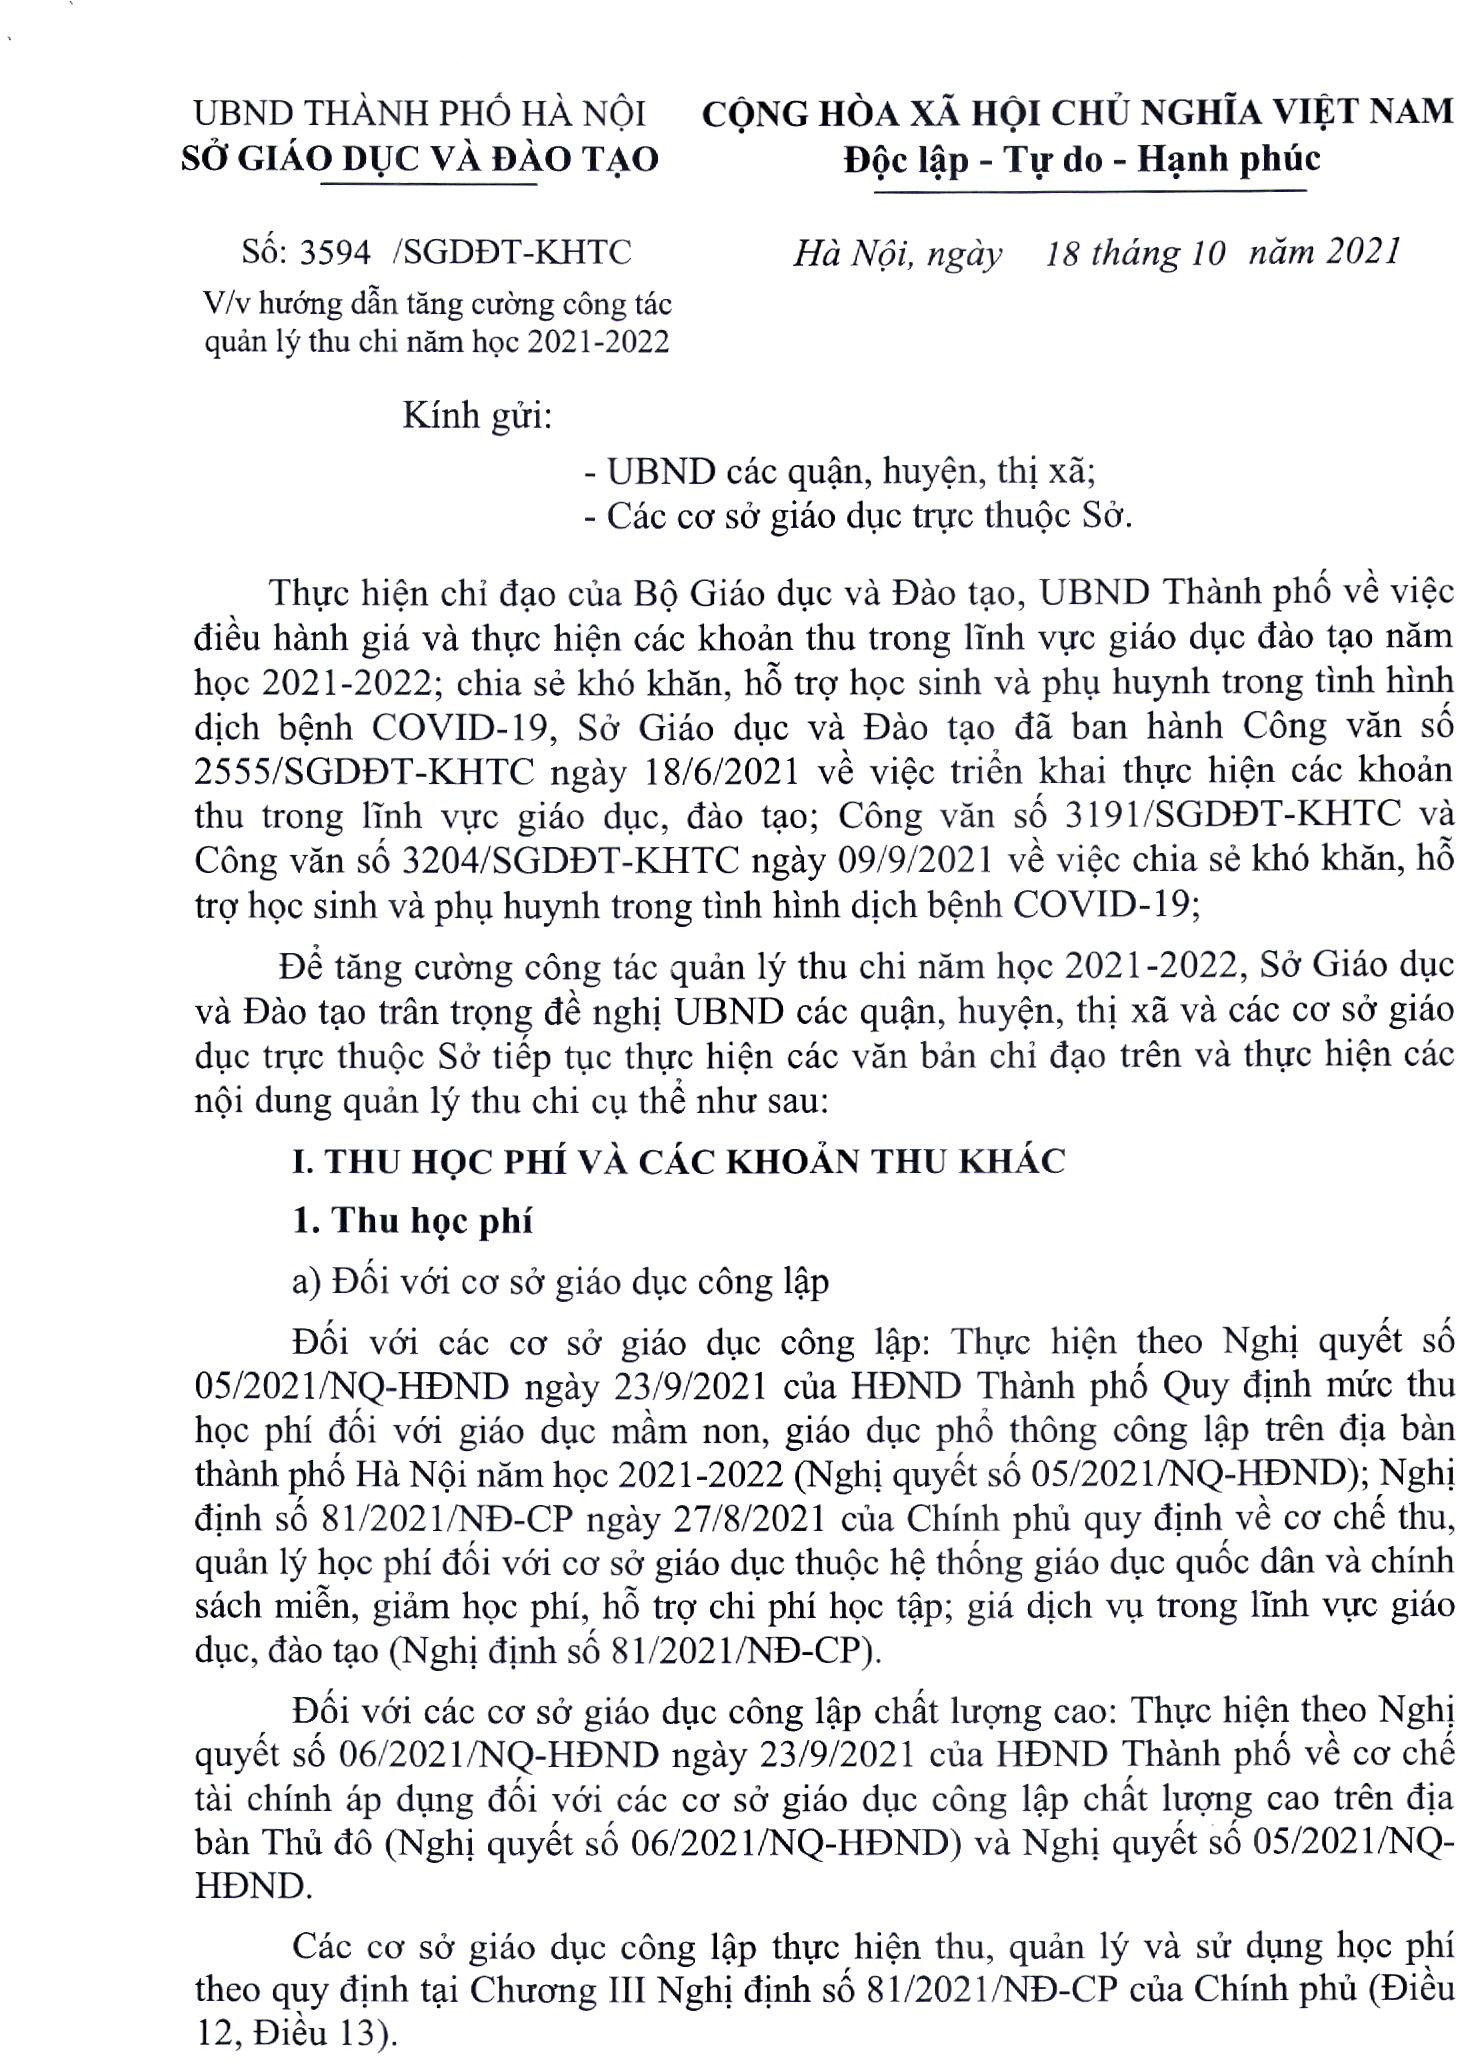 UBND THÀNH PHỐ HÀ NỘI
SỞ GIÁO DỤC VÀ ĐÀO TẠO
CỘNG HÒA XÃ HỘI CHỦ NGHĨA VIỆT NAM
Độc lập - Tự do - Hạnh phúc
Số: 3594 /SGDĐT-KHTC
Hà Nội, ngày 18 tháng 10 năm 2021
V/v hướng dẫn tăng cường công tác
quản lý thu chi năm học 2021-2022
Kính gửi:
- UBND các quận, huyện, thị xã;
- Các cơ sở giáo dục trực thuộc Sở.
Thực hiện chỉ đạo của Bộ Giáo dục và Đào tạo, UBND Thành phố về việc
điều hành giá và thực hiện các khoản thu trong lĩnh vực giáo dục đào tạo năm
học 2021-2022; chia sẻ khó khăn, hỗ trợ học sinh và phụ huynh trong tình hình
dịch bệnh COVID-19, Sở Giáo dục và Đào tạo đã ban hành Công văn số
2555/SGDĐT-KHTC ngày 18/6/2021 về việc triển khai thực hiện các khoản
thu trong lĩnh vực giáo dục, đào tạo; Công văn số 3191/SGDĐT-KHTC và
Công văn số 3204/SGDĐT-KHTC ngày 09/9/2021 về việc chia sẻ khó khăn, hỗ
trợ học sinh và phụ huynh trong tình hình dịch bệnh COVID-19;
Để tăng cường công tác quản lý thu chi năm học 2021-2022, Sở Giáo dục
và Đào tạo trân trọng đề nghị UBND các quận, huyện, thị xã và các cơ sở giáo
dục trực thuộc Sở tiếp tục thực hiện các văn bản chỉ đạo trên và thực hiện các
nội dung quản lý thu chi cụ thể như sau:
I. THU HỌC PHÍ VÀ CÁC KHOẢN THU KHÁC
1. Thu học phí
a) Đối với cơ sở giáo dục công lập
Đối với các cơ sở giáo dục công lập: Thực hiện theo Nghị quyết số
05/2021/NQ-HĐND ngày 23/9/2021 của HĐND Thành phố Quy định mức thu
học phí đối với giáo dục mầm non, giáo dục phổ thông công lập trên địa bàn
thành phố Hà Nội năm học 2021-2022 (Nghị quyết số 05/2021/NQ-HĐND); Nghị
định số 81/2021/NĐ-CP ngày 27/8/2021 của Chính phủ quy định về cơ chế thu,
quản lý học phí đối với cơ sở giáo dục thuộc hệ thống giáo dục quốc dân và chính
sách miễn, giảm học phí, hỗ trợ chi phí học tập; giá dịch vụ trong lĩnh vực giáo
dục, đào tạo (Nghị định số 81/2021/NĐ-CP).
Đối với các cơ sở giáo dục công lập chất lượng cao: Thực hiện theo Nghị
quyết số 06/2021/NQ-HĐND ngày 23/9/2021 của HĐND Thành phố về cơ chế
tài chính áp dụng đối với các cơ sở giáo dục công lập chất lượng cao trên địa
bàn Thủ đô (Nghị quyết số 06/2021/NQ-HĐND) và Nghị quyết số 05/2021/NQ-
HĐND.
Các cơ sở giáo dục công lập thực hiện thu, quản lý và sử dụng học phí
theo quy định tại Chương III Nghị định số 81/2021/NĐ-CP của Chính phủ (Điều
12, Điều 13).